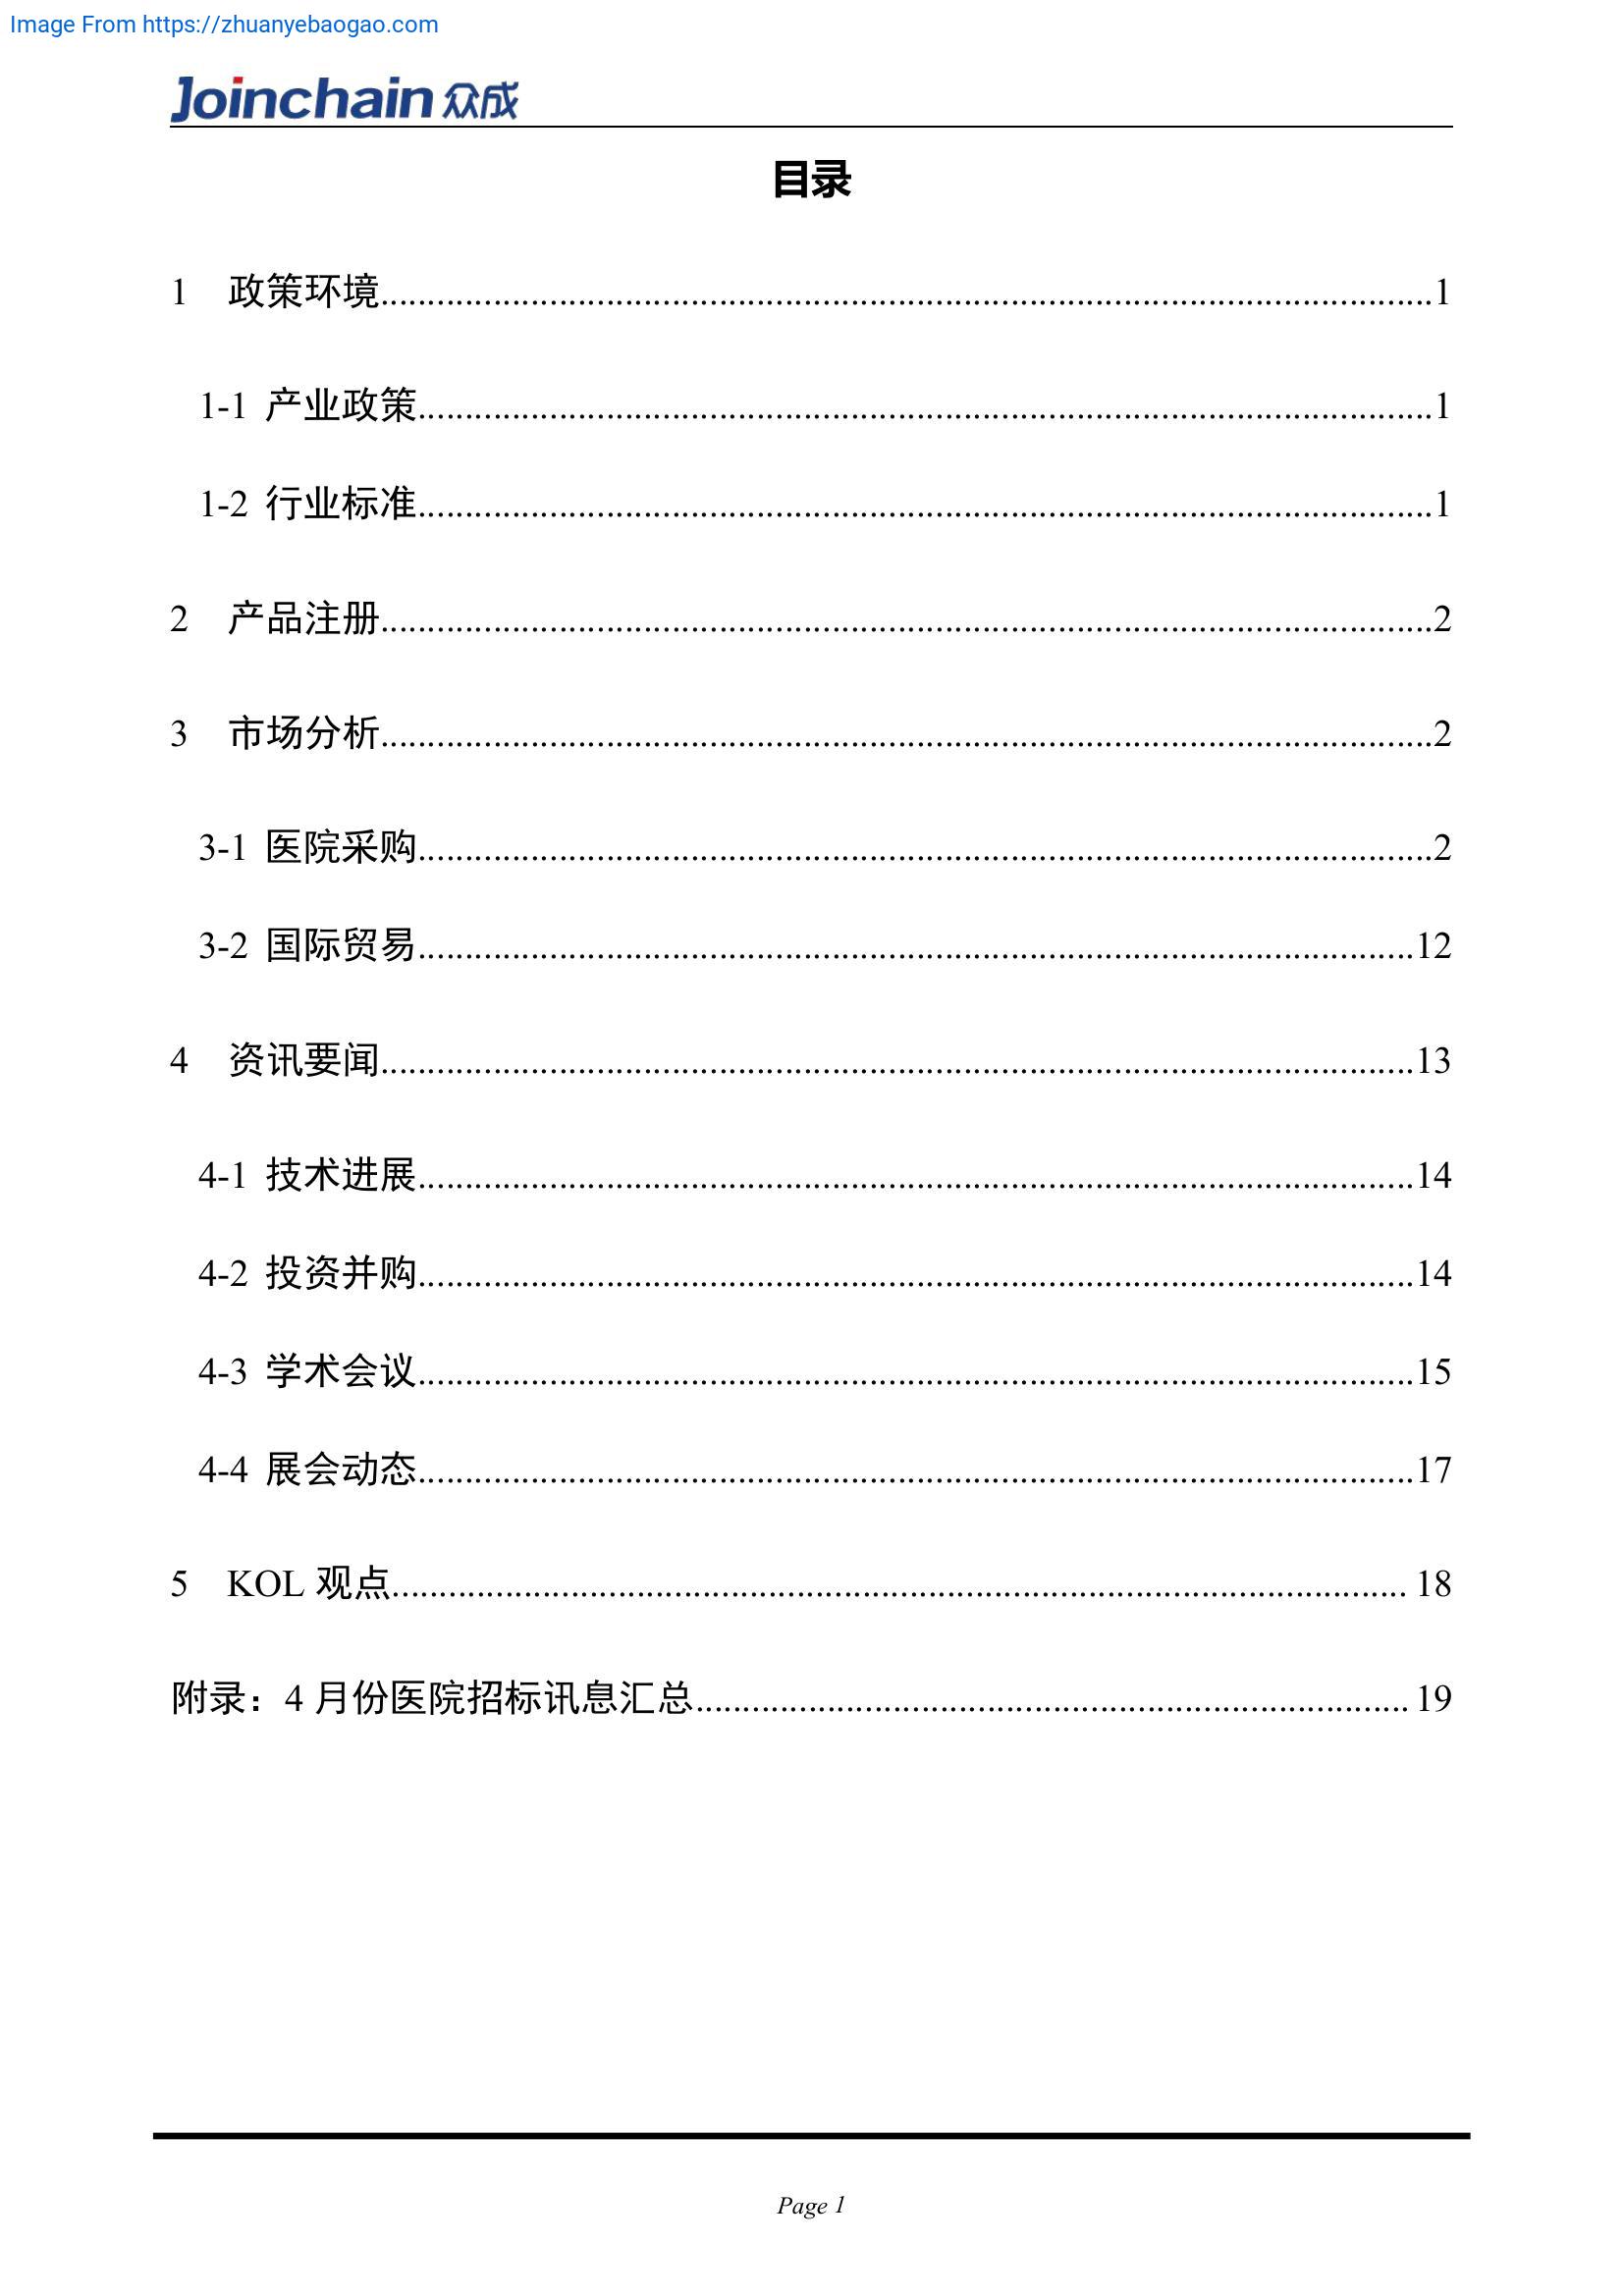 Image From https://zhuanyebaogao.com
Joinchain 众成
目录
1 政策环境........................................................................1
1-1 产业政策........................................................................1
1-2 行业标准........................................................................1
2 产品注册........................................................................2
3 市场分析........................................................................2
3-1 医院采购........................................................................2
3-2 国际贸易........................................................................12
4 资讯要闻........................................................................13
4-1 技术进展........................................................................14
4-2 投资并购........................................................................14
4-3 学术会议........................................................................15
4-4 展会动态........................................................................17
5 KOL 观点........................................................................ 18
附录：4 月份医院招标讯息汇总........................................................................ 19
Page 1